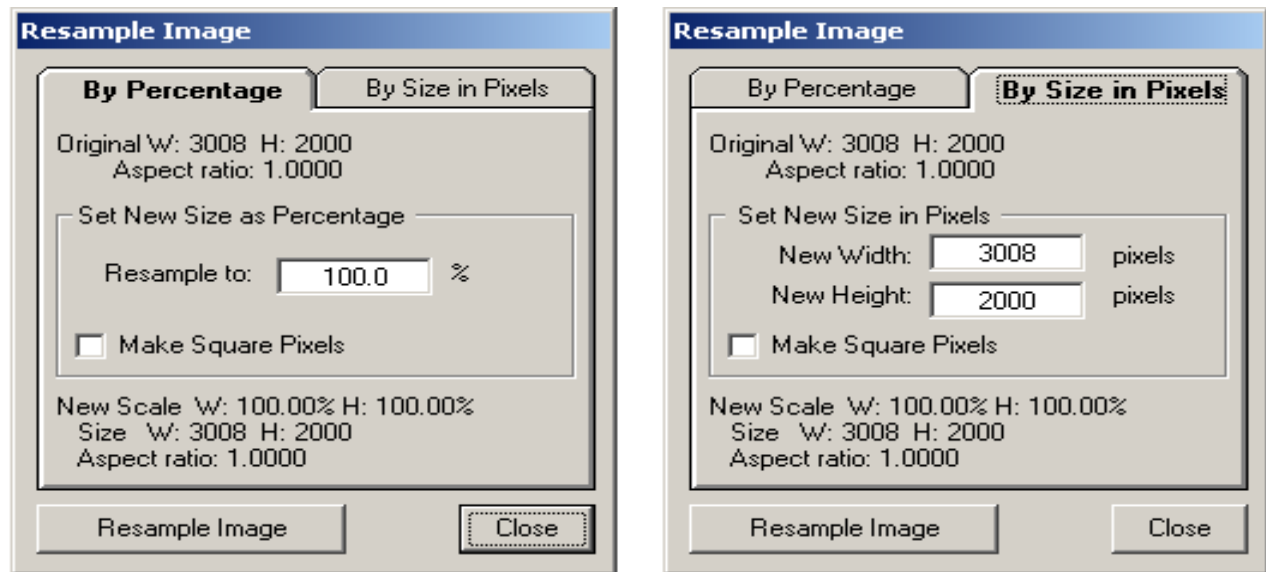 Resample Image
By Percentage By Size in Pixels
Original W: 3008 H: 2000
Aspect ratio: 1.0000
Set New Size as Percentage
Resample to: 100.0 %
Make Square Pixels
New Scale W: 100.00% H: 100.00%
Size W: 3008 H: 2000
Aspect ratio: 1.0000
Resample Image Close
Resample Image
By Percentage By Size in Pixels
Original W: 3008 H: 2000
Aspect ratio: 1.0000
Set New Size in Pixels
New Width: 3008 pixels
New Height: 2000 pixels
Make Square Pixels
New Scale W: 100.00% H: 100.00%
Size W: 3008 H: 2000
Aspect ratio: 1.0000
Resample Image Close